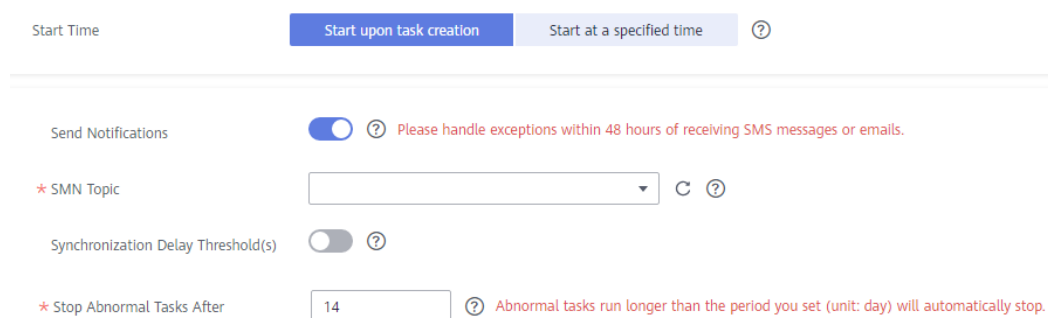 Start Time Start upon task creation Start at a specified time ?
Send Notifications ? Please handle exceptions within 48 hours of receiving SMS messages or emails.
* SMN Topic ?
Synchronization Delay Threshold(s) ?
* Stop Abnormal Tasks After 14 ? Abnormal tasks run longer than the period you set (unit: day) will automatically stop.